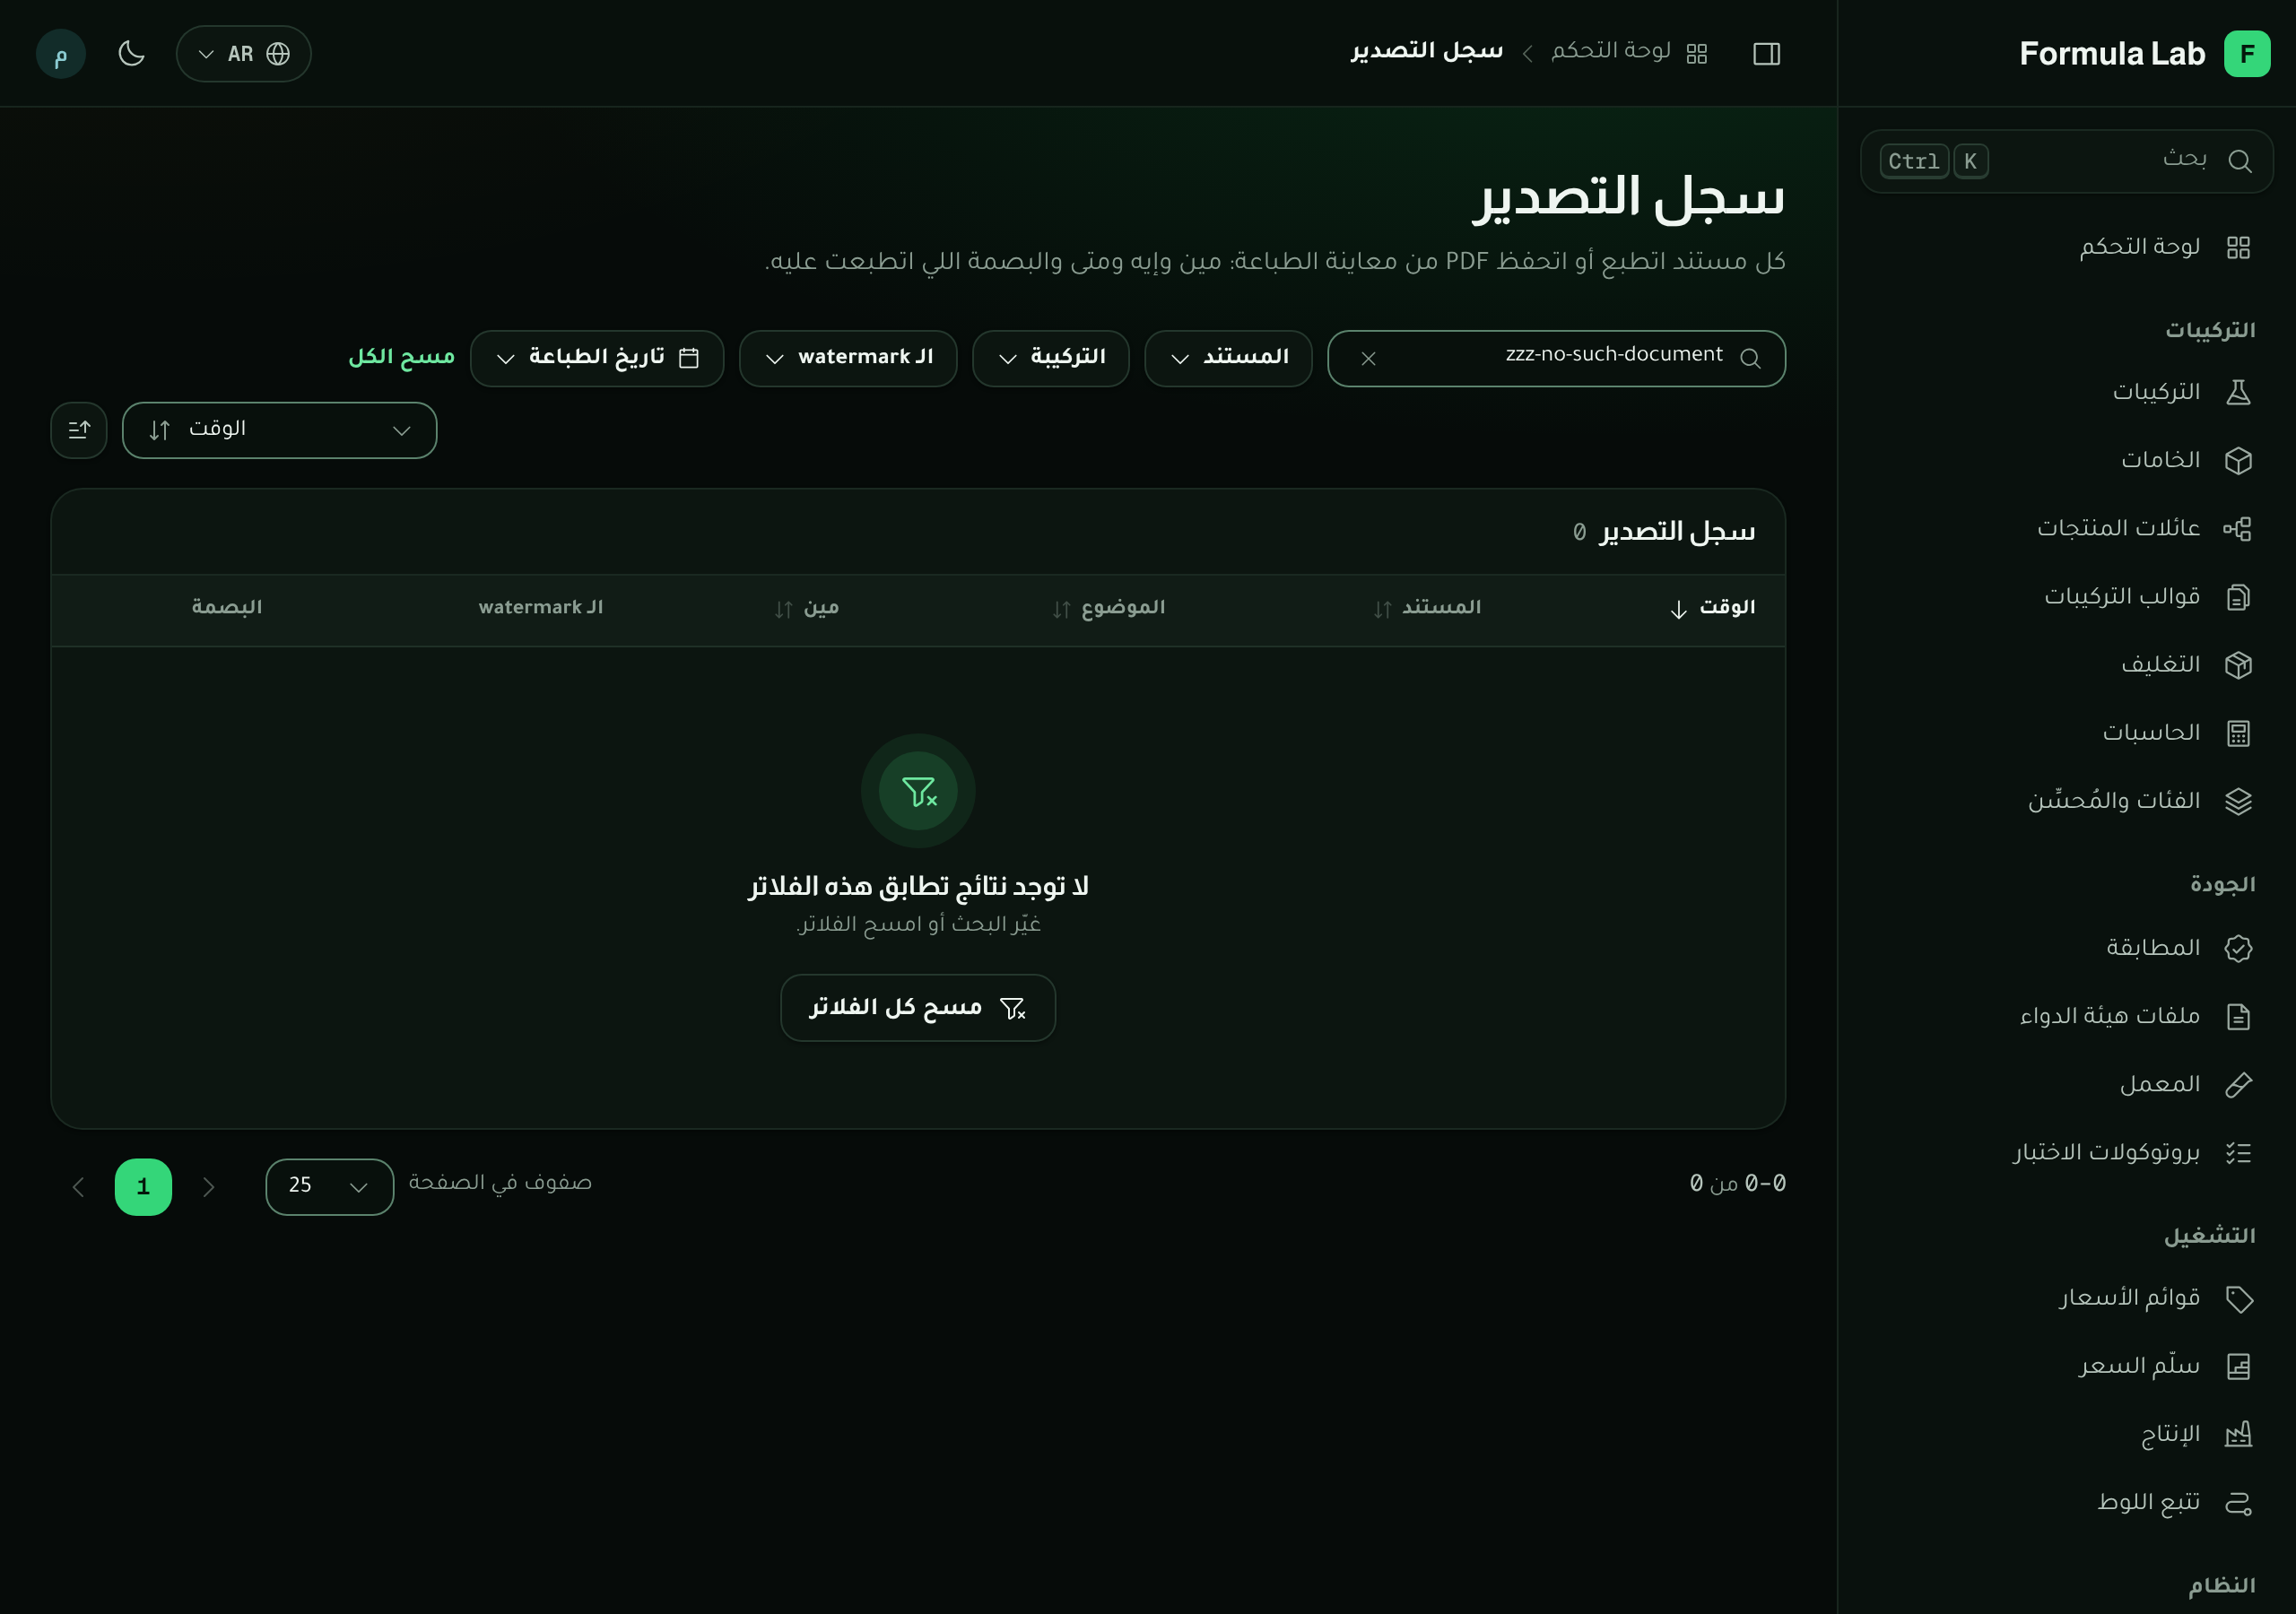 F Formula Lab
بحث
Ctrl K
لوحة التحكم
التركيبات
التركيبات
الخامات
عائلات المنتجات
قوالب التركيبات
التغليف
الحاسبات
الفئات والمُحسِّن
الجودة
المطابقة
ملفات هيئة الدواء
المعمل
بروتوكولات الاختبار
التشغيل
قوائم الأسعار
سلّم السعر
الإنتاج
تتبع اللوط
النظام
لوحة التحكم
سجل التصدير
AR
م
سجل التصدير
كل مستند اتطبع أو اتحفظ PDF من معاينة الطباعة: مين وإيه ومتى والبصمة اللي اتطبعت عليه.
zzz-no-such-document
المستند
التركيبة
الـ watermark
تاريخ الطباعة
مسح الكل
الوقت
سجل التصدير 0
الوقت المستند الموضوع مين الـ watermark البصمة
لا توجد نتائج تطابق هذه الفلاتر
غيّر البحث أو امسح الفلاتر.
مسح كل الفلاتر
0–0 من 0
صفوف في الصفحة
25
1